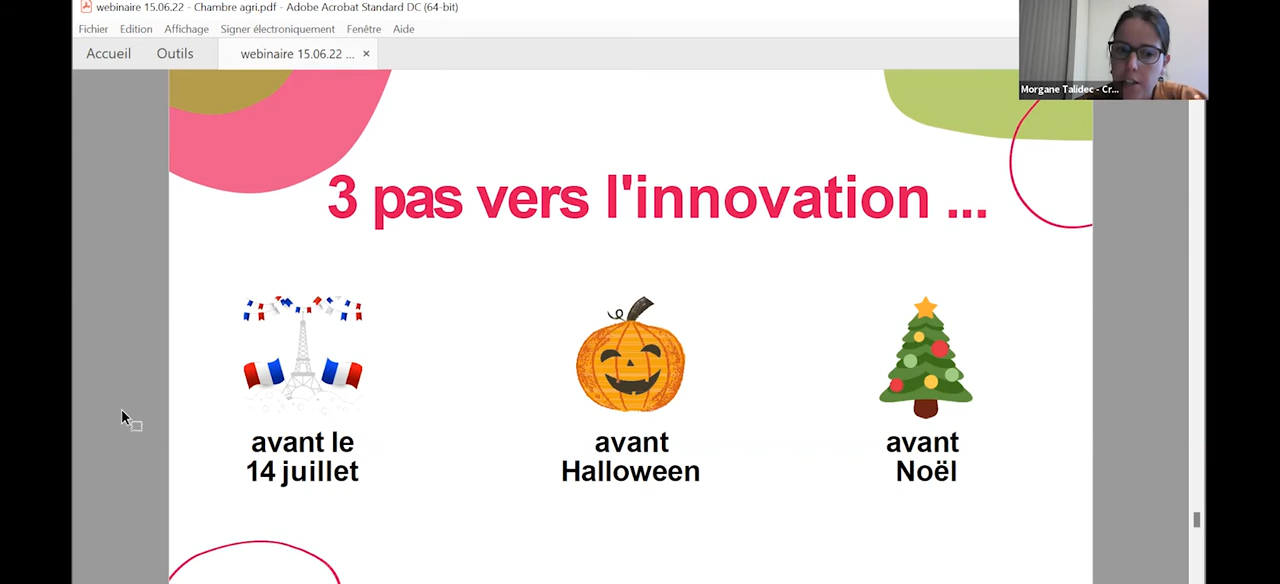 webinaire 15.06.22 - Chambre agri.pdf - Adobe Acrobat Standard DC (64-bit)
Fichier Edition Affichage Signer électroniquement Fenêtre Aide
Accueil Outils webinaire 15.06.22 ... ×
Morgane Talidec - Cr...
3 pas vers l'innovation ...
avant le
14 juillet
avant
Halloween
avant
Noël